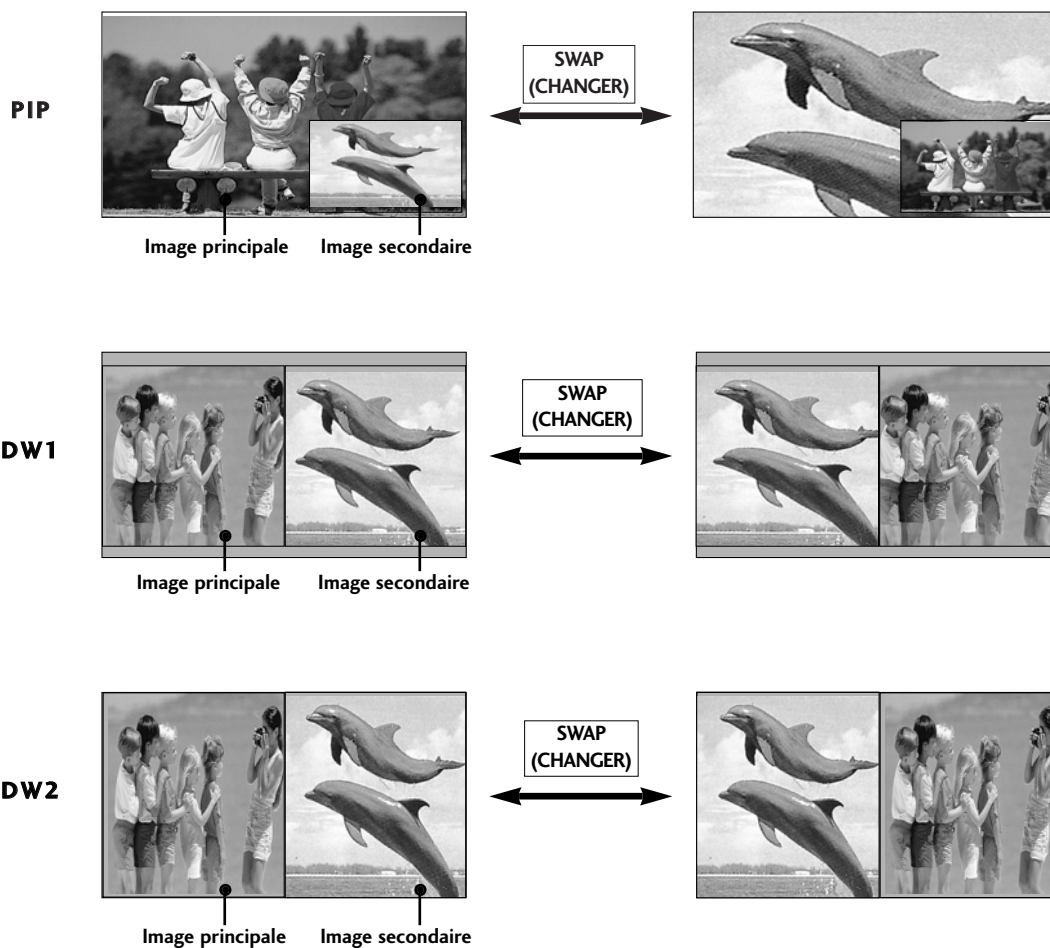 PIP
SWAP
(CHANGER)
Image principale
Image secondaire
DW1
SWAP
(CHANGER)
Image principale
Image secondaire
DW2
SWAP
(CHANGER)
Image principale
Image secondaire